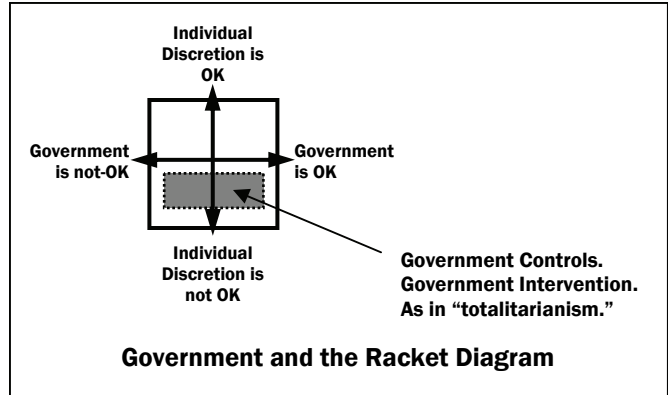 Individual
Discretion is
OK
Government
is not-OK
Government
is OK
Individual
Discretion is
not OK
Government Controls.
Government Intervention.
As in “totalitarianism.”
Government and the Racket Diagram